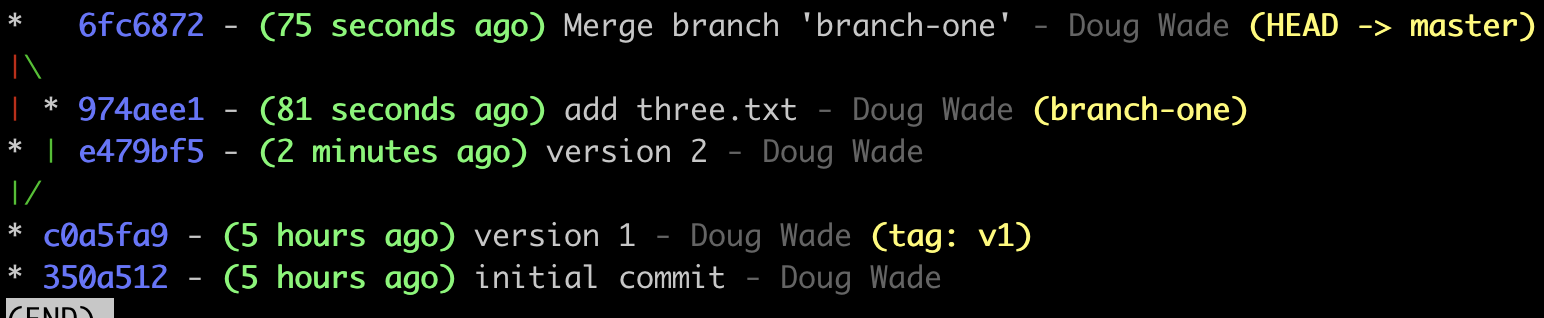 *   6fc6872 - (75 seconds ago) Merge branch 'branch-one' - Doug Wade (HEAD -> master)
|\
| * 974aee1 - (81 seconds ago) add three.txt - Doug Wade (branch-one)
* | e479bf5 - (2 minutes ago) version 2 - Doug Wade
|/
* c0a5fa9 - (5 hours ago) version 1 - Doug Wade (tag: v1)
* 350a512 - (5 hours ago) initial commit - Doug Wade
(END)